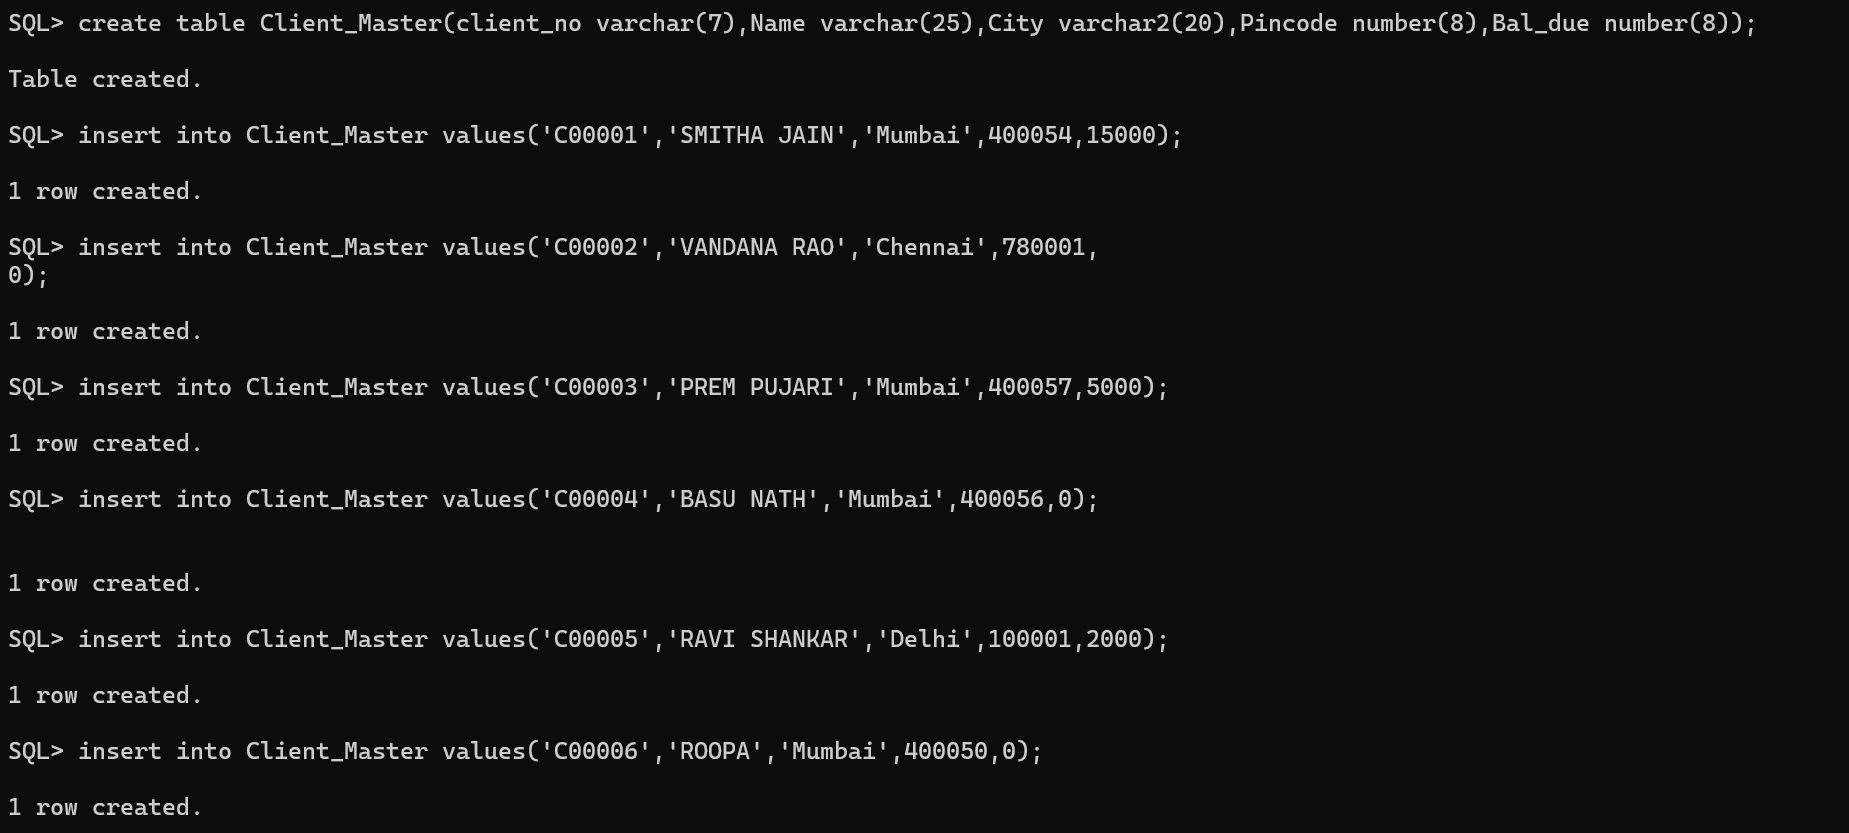 SQL> create table Client_Master(client_no varchar(7),Name varchar(25),City varchar2(20),Pincode number(8),Bal_due number(8));
Table created.
SQL> insert into Client_Master values('C00001','SMITHA JAIN','Mumbai',400054,15000);
1 row created.
SQL> insert into Client_Master values('C00002','VANDANA RAO','Chennai',780001,
0);
1 row created.
SQL> insert into Client_Master values('C00003','PREM PUJARI','Mumbai',400057,5000);
1 row created.
SQL> insert into Client_Master values('C00004','BASU NATH','Mumbai',400056,0);
1 row created.
SQL> insert into Client_Master values('C00005','RAVI SHANKAR','Delhi',100001,2000);
1 row created.
SQL> insert into Client_Master values('C00006','ROOPA','Mumbai',400050,0);
1 row created.